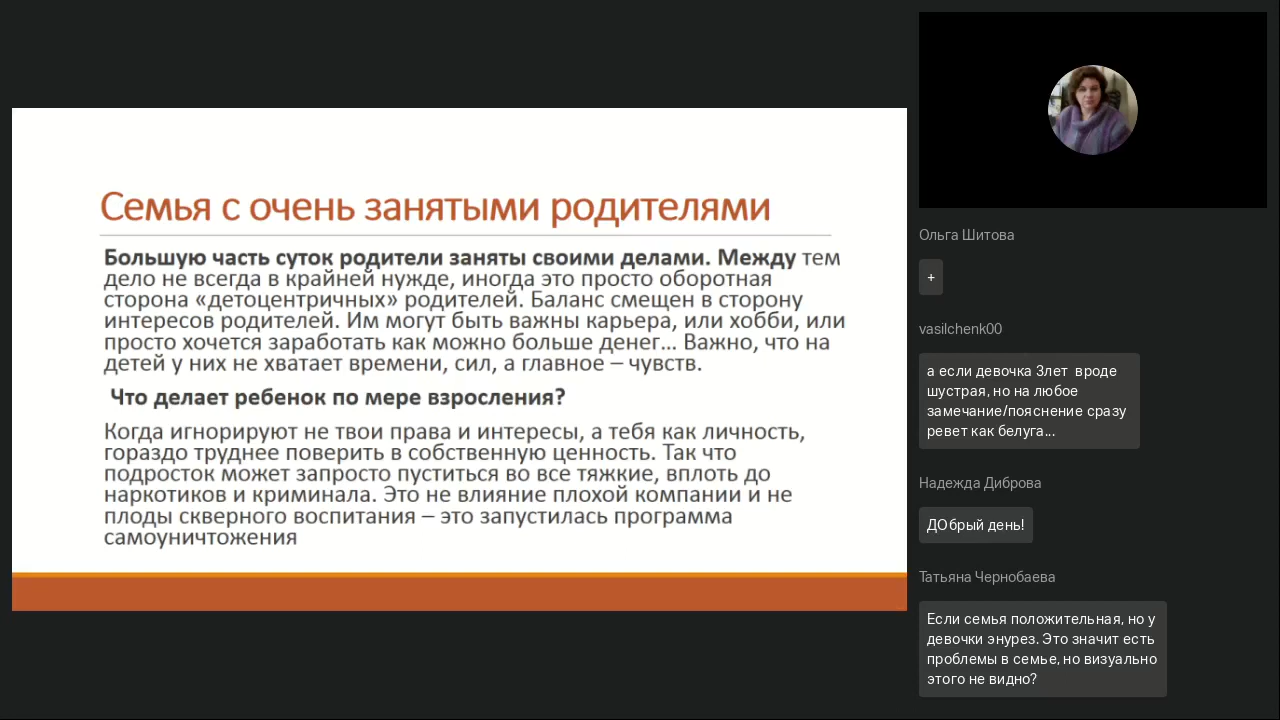 Семья с очень занятыми родителями
Большую часть суток родители заняты своими делами. Между тем
дело не всегда в крайней нужде, иногда это просто оборотная
сторона «детоцентричных» родителей. Баланс смещен в сторону
интересов родителей. Им могут быть важны карьера, или хобби, или
просто хочется заработать как можно больше денег… Важно, что на
детей у них не хватает времени, сил, а главное – чувств.
Что делает ребенок по мере взросления?
Когда игнорируют не твои права и интересы, а тебя как личность,
гораздо труднее поверить в собственную ценность. Так что
подросток может запросто пуститься во все тяжкие, вплоть до
наркотиков и криминала. Это не влияние плохой компании и не
плоды скверного воспитания – это запустилась программа
самоуничтожения
Ольга Шитова
+
vasilchenk00
а если девочка 3лет вроде
шустрая, но на любое
замечание/пояснение сразу
ревет как белуга...
Надежда Диброва
ДОбрый день!
Татьяна Чернобаева
Если семья положительная, но у
девочки энурез. Это значит есть
проблемы в семье, но визуально
этого не видно?